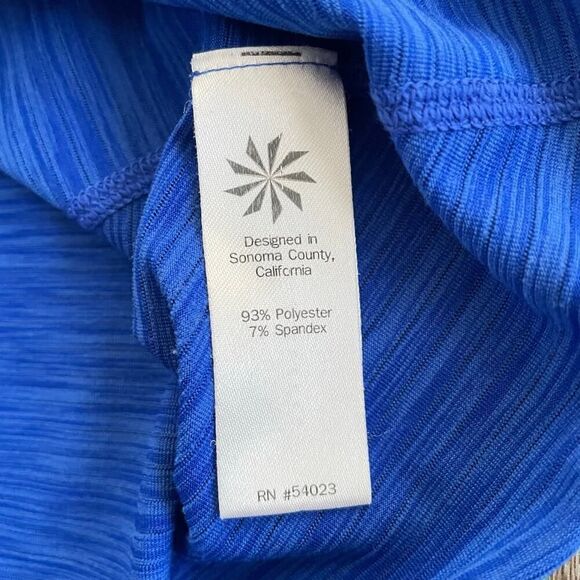 Designed in
Sonoma County,
California
93% Polyester
7% Spandex
RN #54023